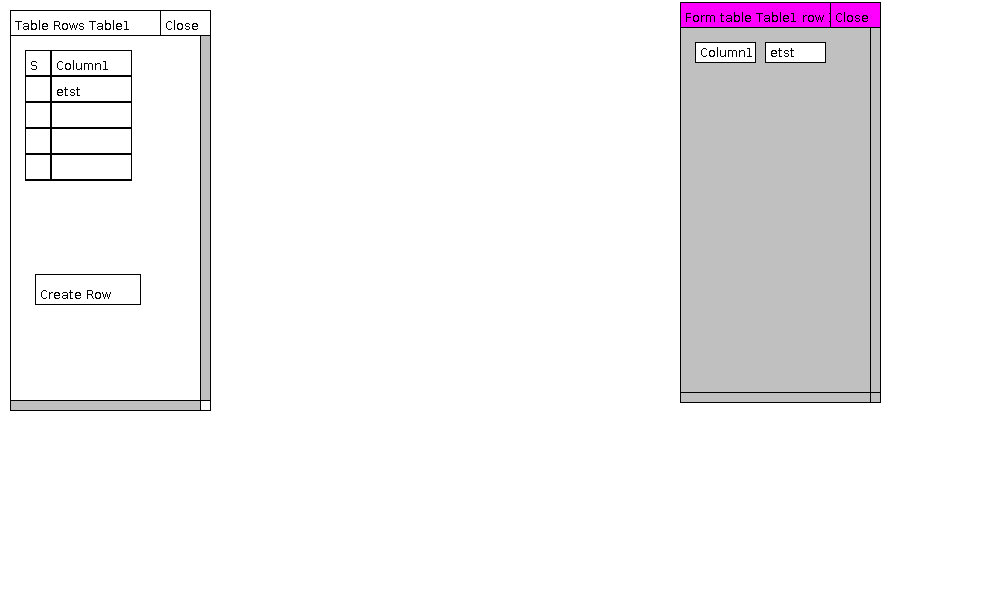 Table Rows Table1 Close
S Column1
etst
Create Row
Form table Table1 row Close
Column1 etst